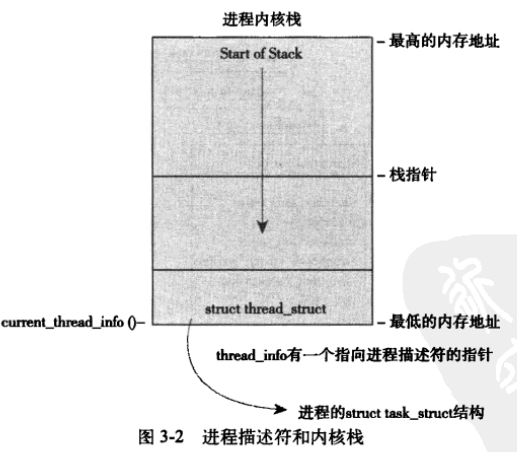 进程内核栈
Start of Stack
– 最高的内存地址
– 栈指针
struct thread_struct
current_thread_info ()–
– 最低的内存地址
thread_info有一个指向进程描述符的指针
进程的struct task_struct结构
图 3-2 进程描述符和内核栈